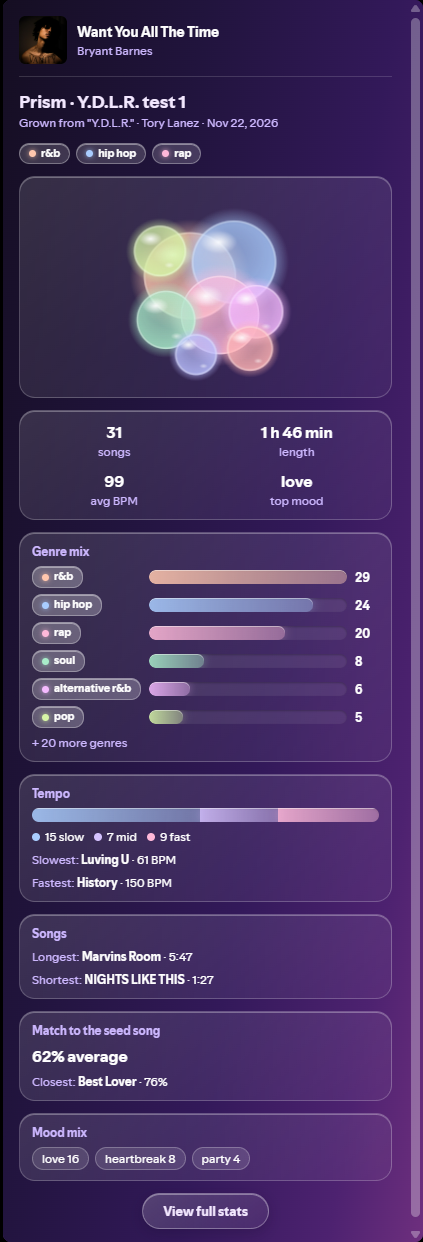 Want You All The Time
Bryant Barnes
Prism · Y.D.L.R. test 1
Grown from "Y.D.L.R." · Tory Lanez · Nov 22, 2026
r&b hip hop rap
31 1 h 46 min
songs length
99 love
avg BPM top mood
Genre mix
r&b 29
hip hop 24
rap 20
soul 8
alternative r&b 6
pop 5
+ 20 more genres
Tempo
15 slow 7 mid 9 fast
Slowest: Luving U · 61 BPM
Fastest: History · 150 BPM
Songs
Longest: Marvins Room · 5:47
Shortest: NIGHTS LIKE THIS · 1:27
Match to the seed song
62% average
Closest: Best Lover · 76%
Mood mix
love 16 heartbreak 8 party 4
View full stats